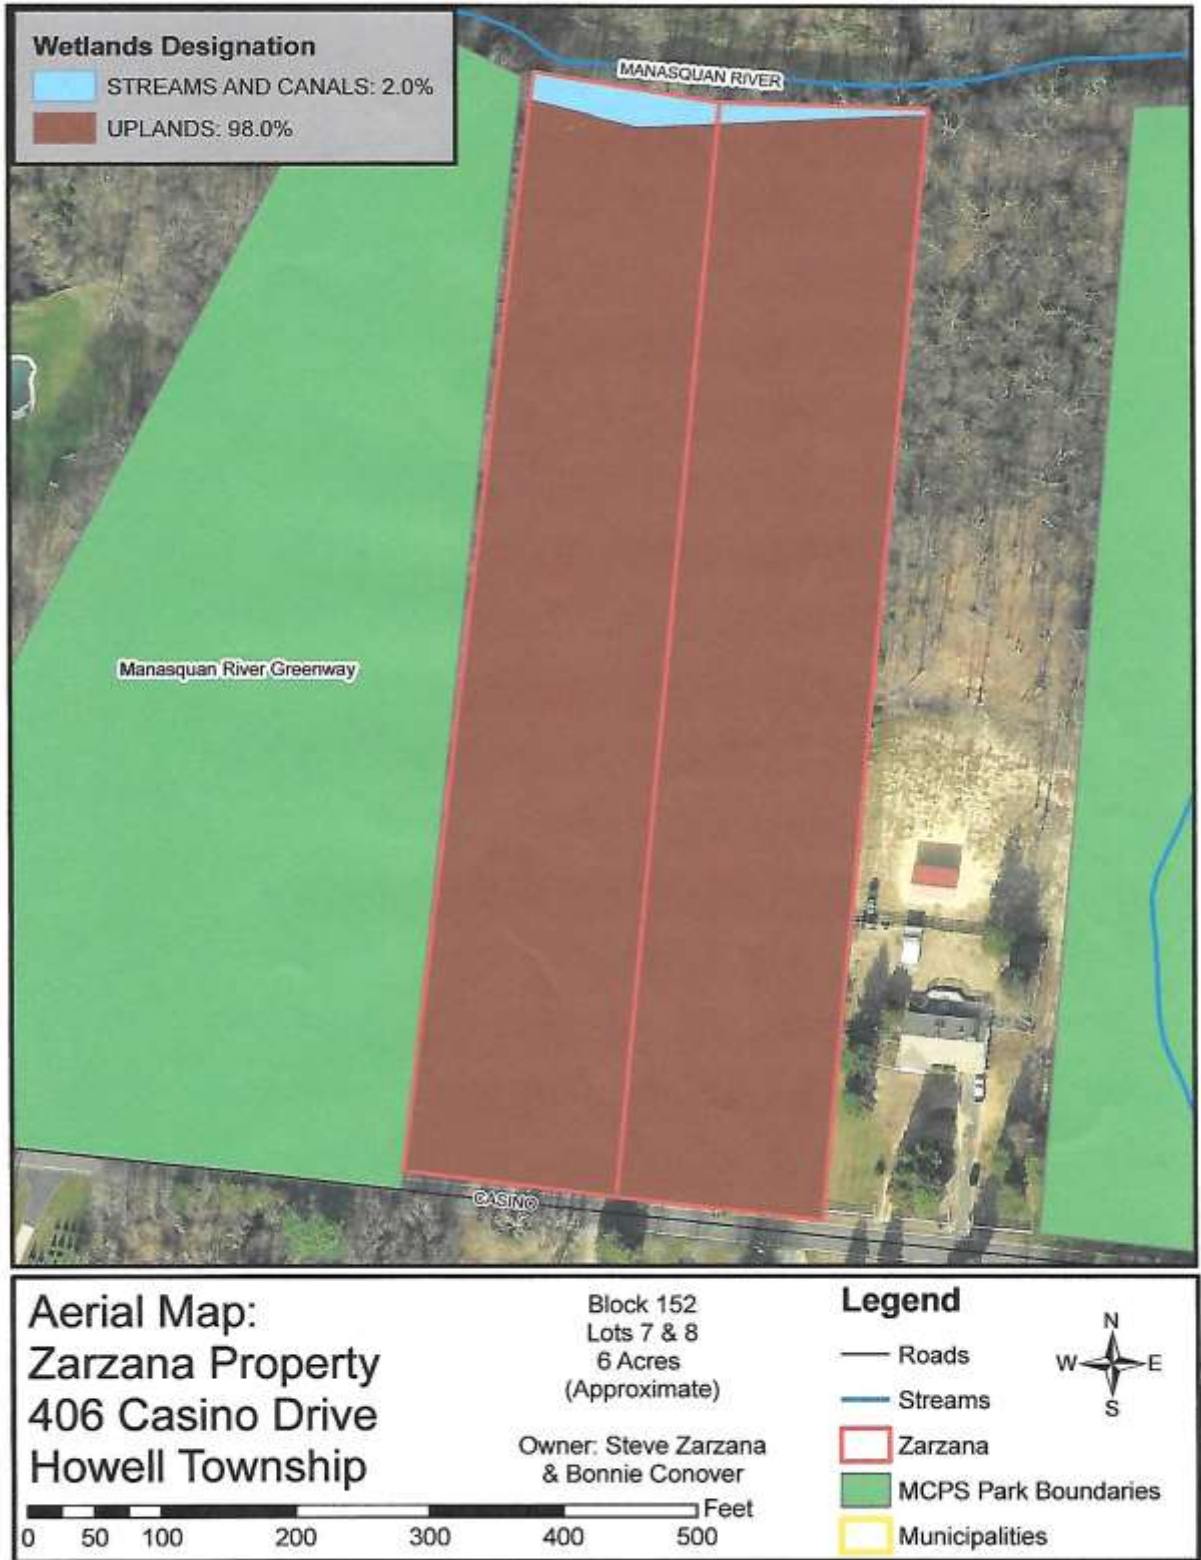 Wetlands Designation
STREAMS AND CANALS: 2.0%
UPLANDS: 98.0%
MANASQUAN RIVER
Manasquan River Greenway
CASINO
Aerial Map:
Zarzana Property
406 Casino Drive
Howell Township
0 50 100 200 300 400 500 Feet
Block 152
Lots 7 & 8
6 Acres
(Approximate)
Owner: Steve Zarzana
& Bonnie Conover
Legend
Roads
Streams
Zarzana
MCPS Park Boundaries
Municipalities
N
W E
S